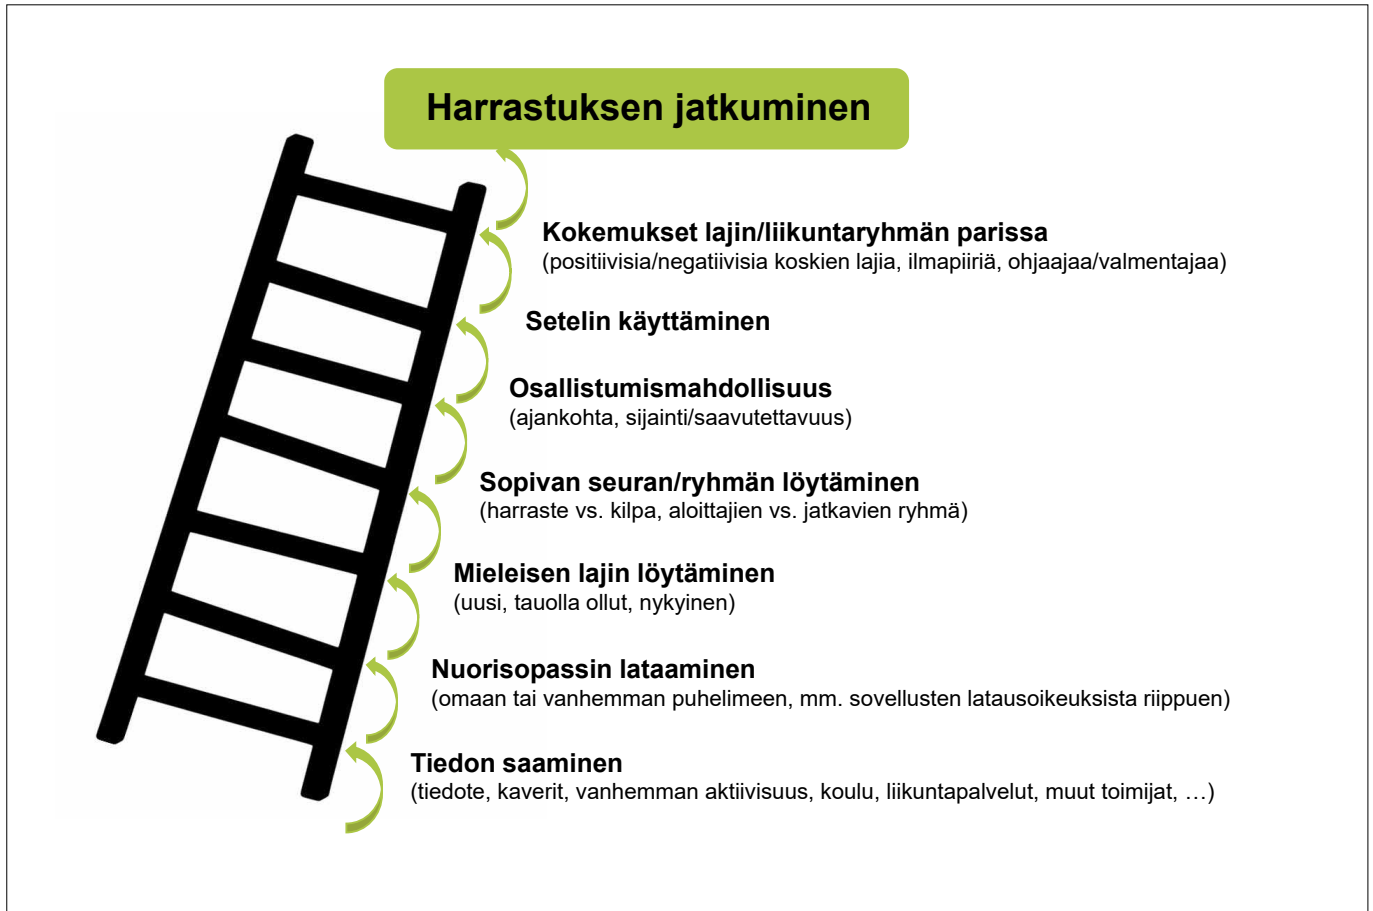 Harrastuksen jatkuminen
Kokemukset lajin/liikuntaryhmän parissa
(positiivisia/negatiivisia koskien lajia, ilmapiiriä, ohjaajaa/valmentajaa)
Setelin käyttäminen
Osallistumismahdollisuus
(ajankohta, sijainti/saavutettavuus)
Sopivan seuran/ryhmän löytäminen
(harraste vs. kilpa, aloittajien vs. jatkavien ryhmä)
Mieleisen lajin löytäminen
(uusi, tauolla ollut, nykyinen)
Nuorisopassin lataaminen
(omaan tai vanhemman puhelimeen, mm. sovellusten latausoikeuksista riippuen)
Tiedon saaminen
(tiedote, kaverit, vanhemman aktiivisuus, koulu, liikuntapalvelut, muut toimijat, …)